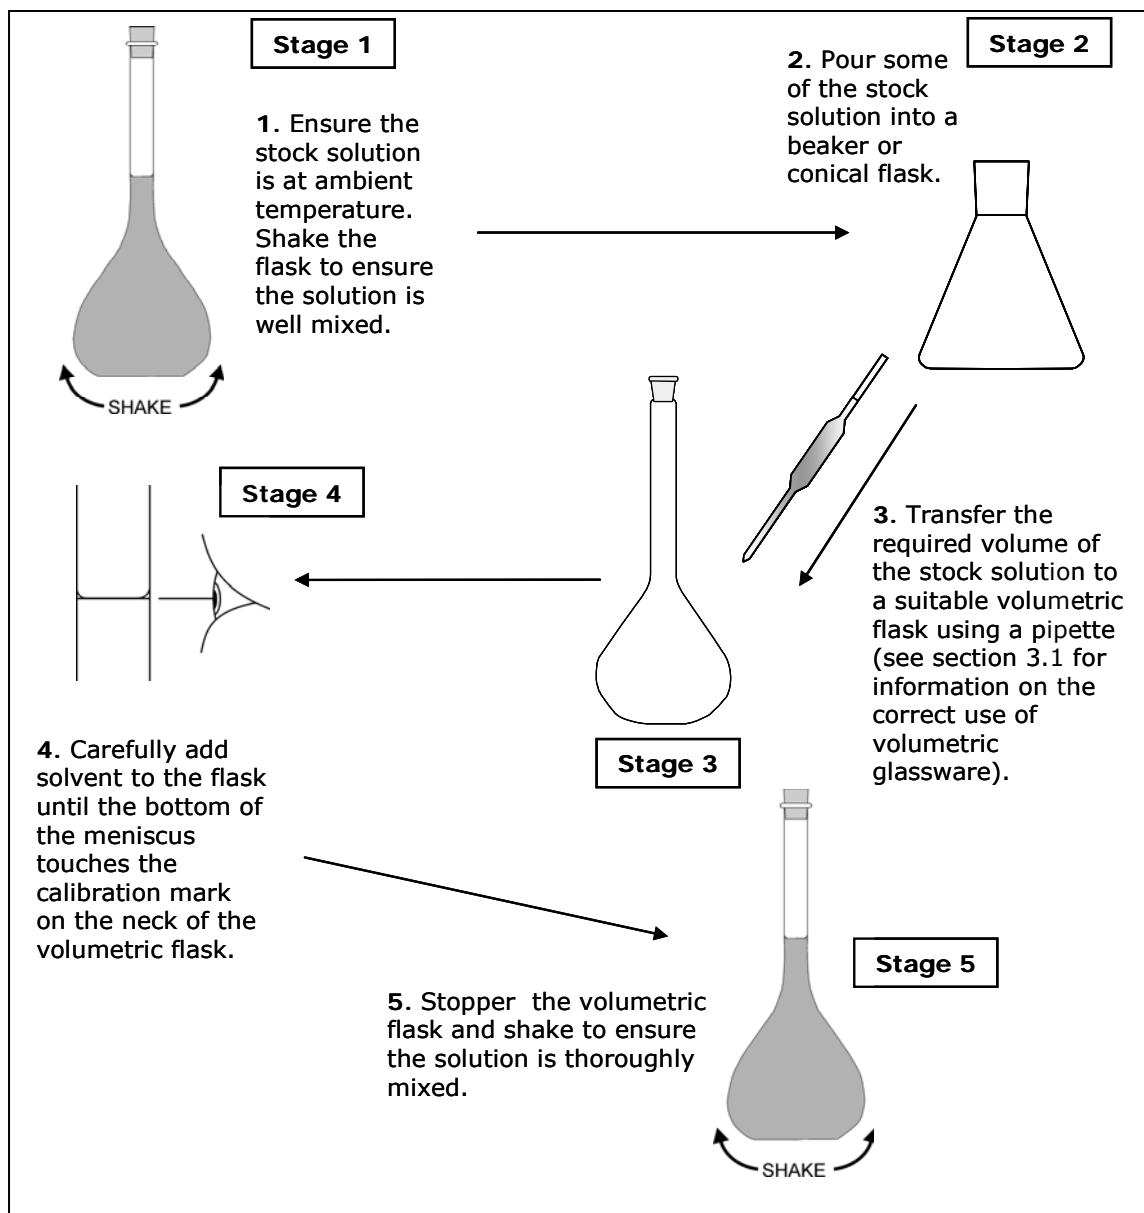 Stage 1
1. Ensure the
stock solution
is at ambient
temperature.
Shake the
flask to ensure
the solution is
well mixed.
SHAKE
Stage 2
2. Pour some
of the stock
solution into a
beaker or
conical flask.
3. Transfer the
required volume of
the stock solution to
a suitable volumetric
flask using a pipette
(see section 3.1 for
information on the
correct use of
volumetric
glassware).
Stage 3
Stage 4
4. Carefully add
solvent to the flask
until the bottom of
the meniscus
touches the
calibration mark
on the neck of the
volumetric flask.
Stage 5
5. Stopper  the volumetric
flask and shake to ensure
the solution is thoroughly
mixed.
SHAKE